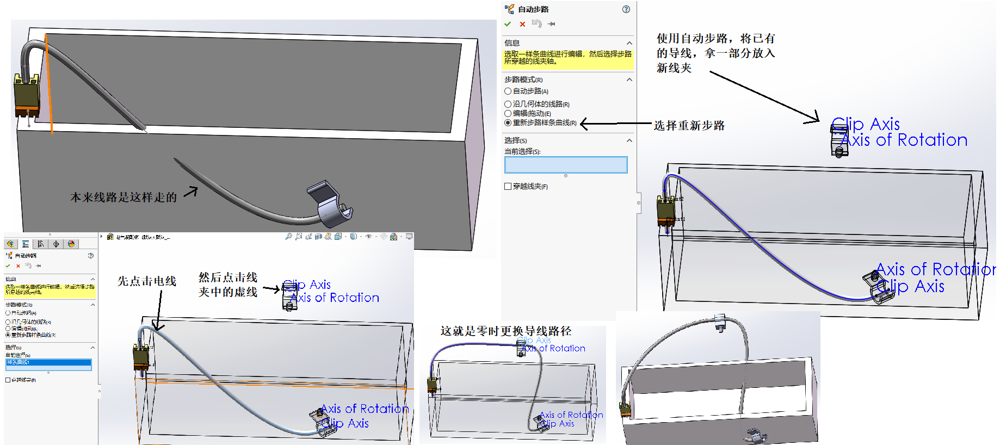 本来线路是这样走的
自动步路
信息
选取一样条曲线进行编辑，然后选择步路
所穿越的线夹轴。
步路模式(R)
自动步路(A)
沿几何体的线路(R)
编辑(拖动)(E)
重新步路样条曲线(R)
选择(S)
当前选择(S):
穿越线夹(F)
使用自动步路，将已有
的导线，拿一部分放入
新线夹
选择重新步路
Clip Axis
Axis of Rotation
CPoint1
Axis of Rotation
Clip Axis
自动步路
信息
选取一样条曲线进行编辑，然后选择步路
所穿越的线夹轴。
步路模式(R)
自动步路(A)
沿几何体的线路(R)
编辑(拖动)(E)
重新步路样条曲线(R)
选择(S)
当前选择(S):
样条曲线1
穿越线夹(F)
先点击电线
然后点击线
夹中的虚线
Clip Axis
Axis of Rotation
Axis of Rotation
Clip Axis
这就是零时更换导线路径
Clip Axis
Axis of Rotation
Axis of Rotation
Clip Axis